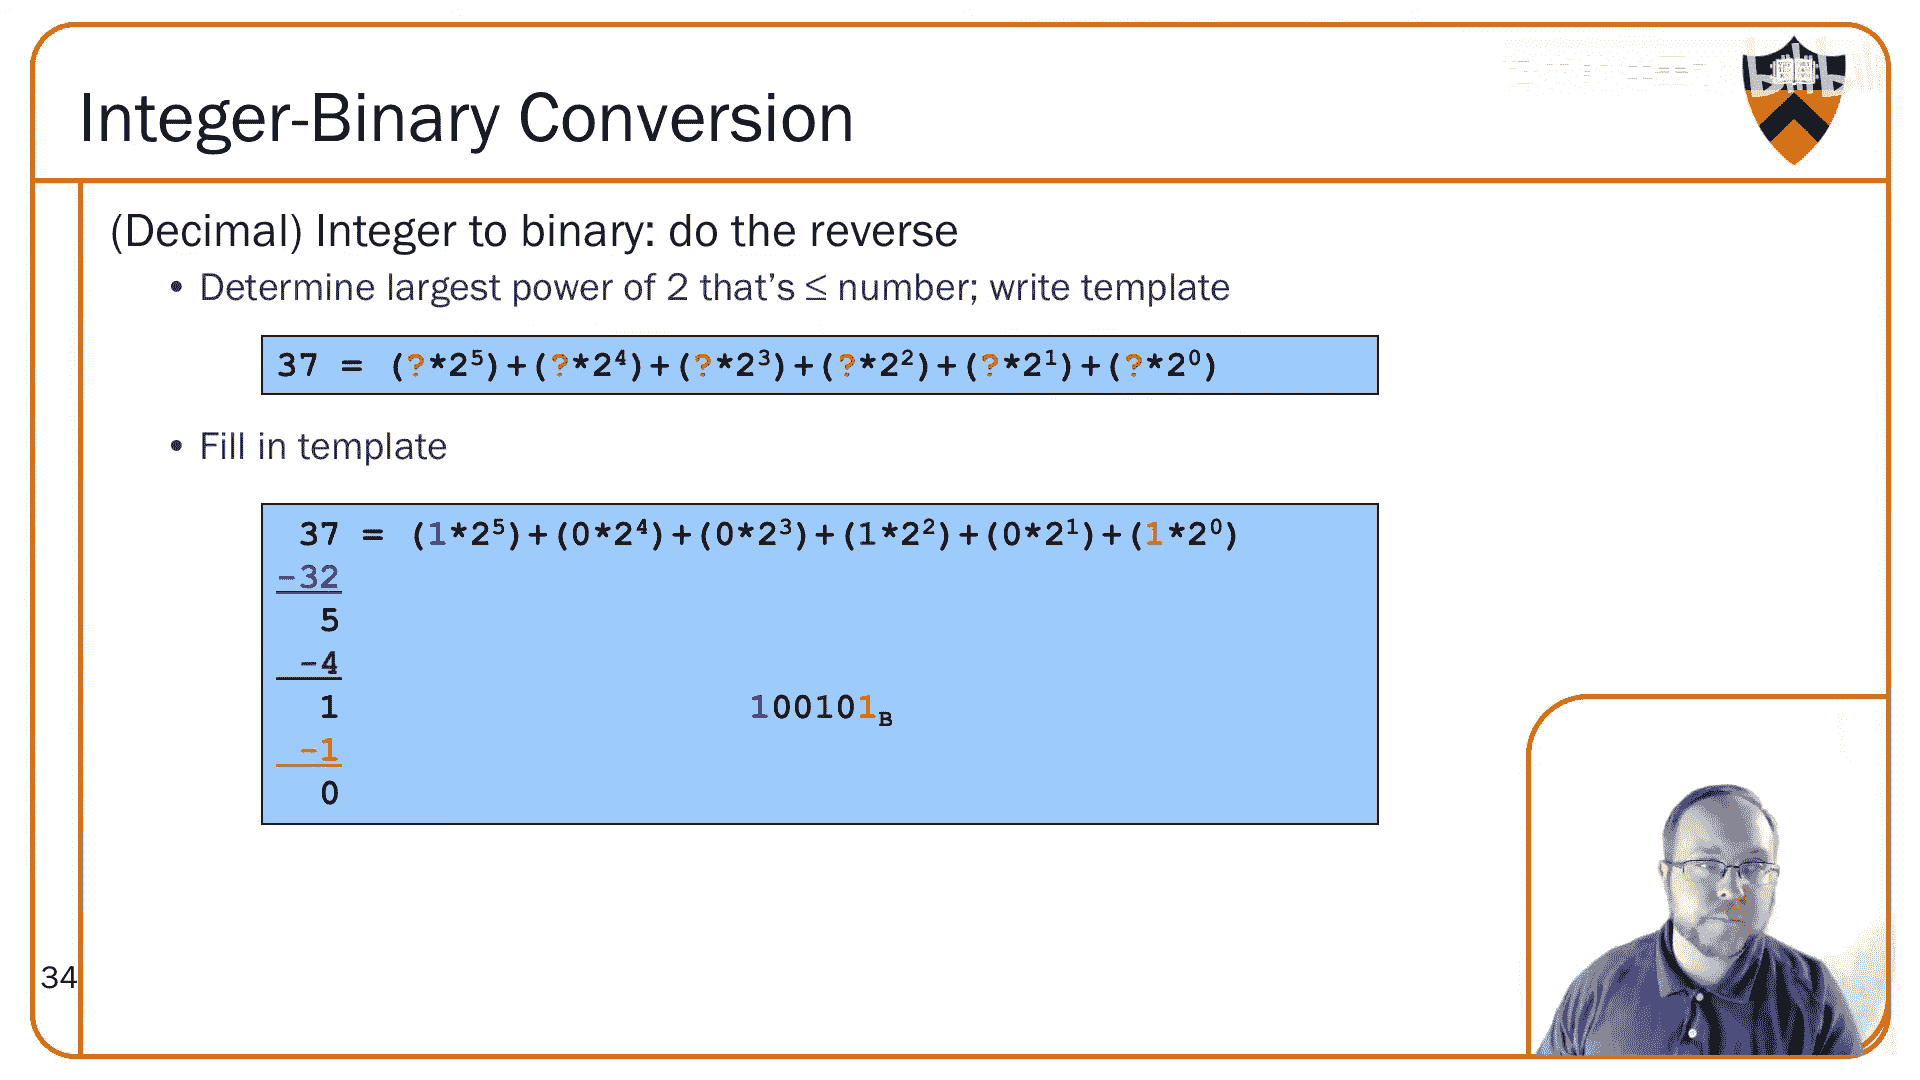 Integer-Binary Conversion
(Decimal) Integer to binary: do the reverse
• Determine largest power of 2 that’s ≤ number; write template
37 = (?*2⁵)+(?*2⁴)+(?*2³)+(?*2²)+(?*2¹)+(?*2⁰)
• Fill in template
37 = (1*2⁵)+(0*2⁴)+(0*2³)+(1*2²)+(0*2¹)+(1*2⁰)
-32
5
-4
1
100101B
-1
0
34